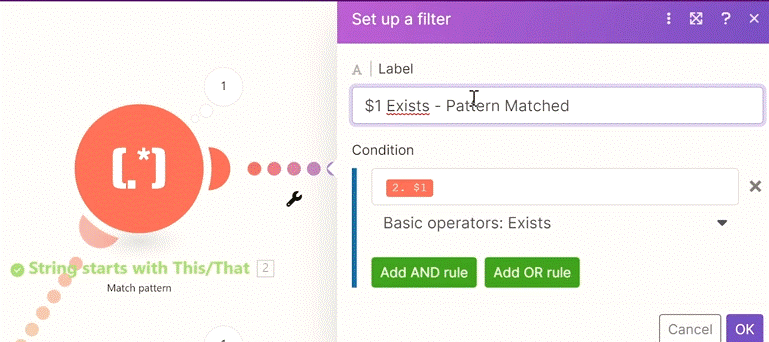 Set up a filter
?
A | Label
1
$1 Exists - Pattern Matched
Condition
[.*]
2. $1
Basic operators: Exists
String starts with This/That 2
Match pattern
Add AND rule Add OR rule
Cancel OK